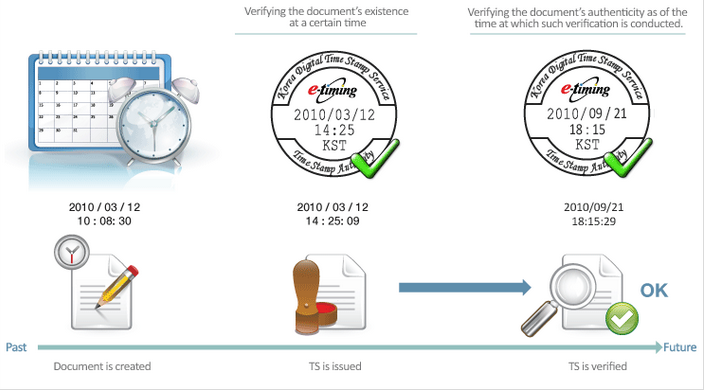 Verifying the document's existence
at a certain time
Verifying the document's authenticity as of the
time at which such verification is conducted.
Korea Digital Time Stamp Service
e-timing
2010/03/12
14:25
KST
Time Stamp Authority
Korea Digital Time Stamp Service
e-timing
2010/09/21
18:15
KST
Time Stamp Authority
2010 / 03 / 12
10 : 08: 30
2010 / 03 / 12
14 : 25: 09
2010/09/21
18:15:29
OK
Past
Future
Document is created
TS is issued
TS is verified